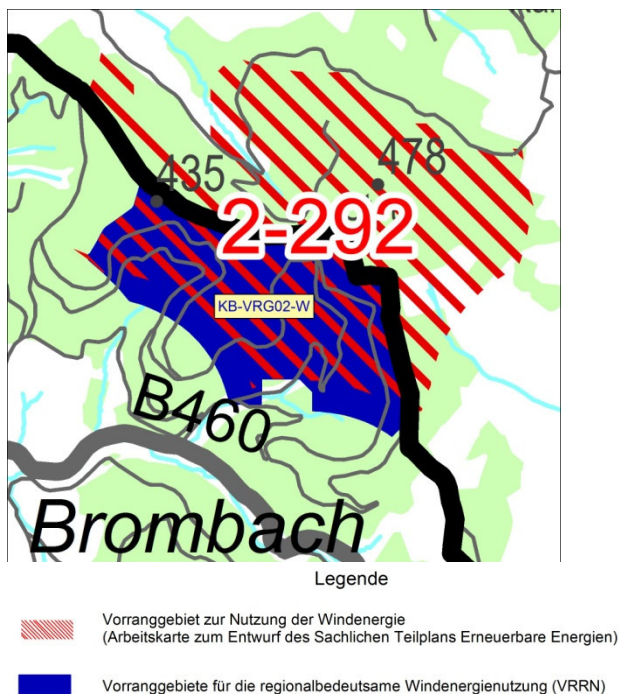 435
478
2-292
KB-VRG02-W
B460
Brombach
Legende
Vorranggebiet zur Nutzung der Windenergie
(Arbeitskarte zum Entwurf des Sachlichen Teilplans Erneuerbare Energien)
Vorranggebiete für die regionalbedeutsame Windenergienutzung (VRRN)